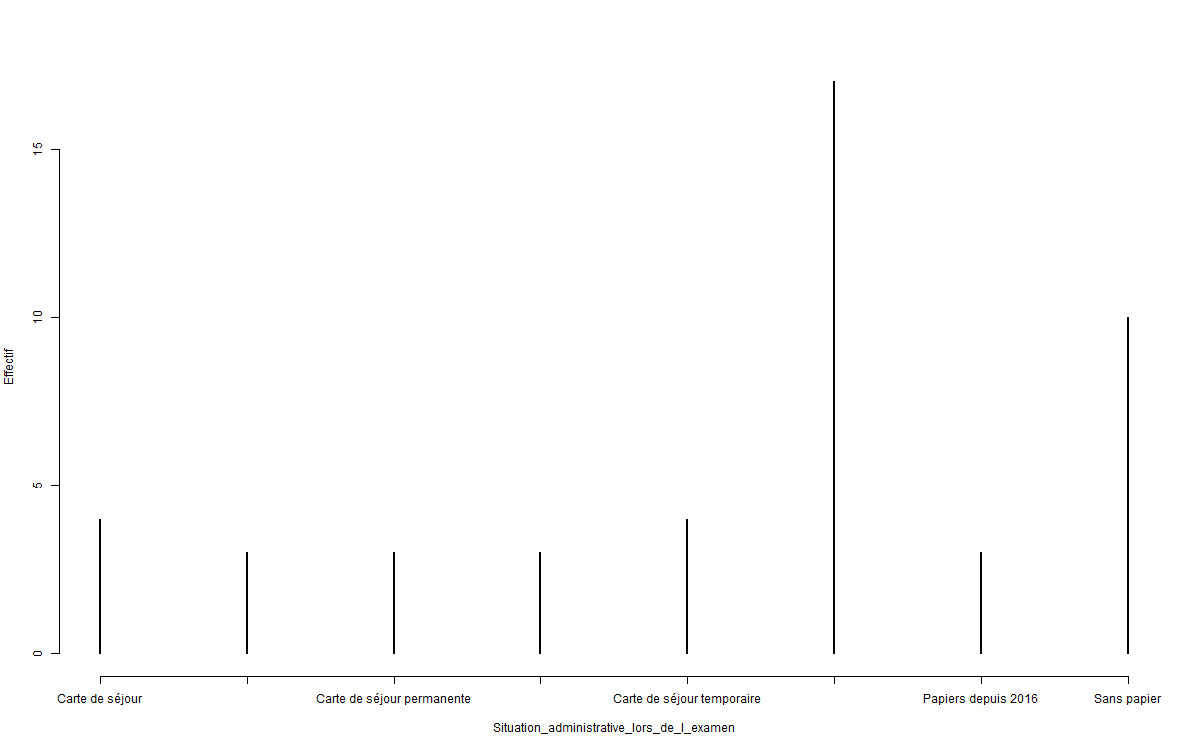 15
10
Effectif
5
0
Carte de séjour
Carte de séjour permanente
Carte de séjour temporaire
Papiers depuis 2016
Sans papier
Situation_administrative_lors_de_l_examen